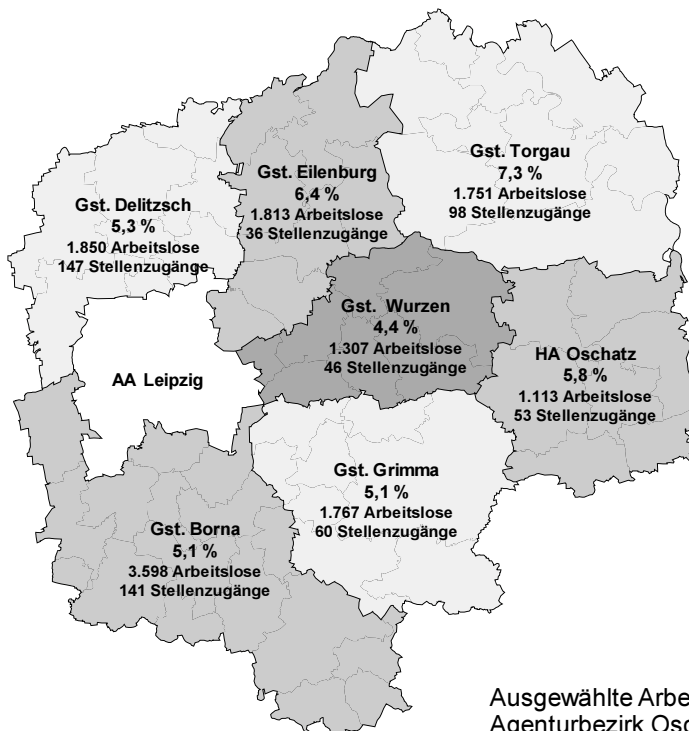 Gst. Torgau
7,3 %
1.751 Arbeitslose
98 Stellenzugänge
Gst. Eilenburg
6,4 %
1.813 Arbeitslose
36 Stellenzugänge
Gst. Delitzsch
5,3 %
1.850 Arbeitslose
147 Stellenzugänge
Gst. Wurzen
4,4 %
1.307 Arbeitslose
46 Stellenzugänge
HA Oschatz
5,8 %
1.113 Arbeitslose
53 Stellenzugänge
AA Leipzig
Gst. Grimma
5,1 %
1.767 Arbeitslose
60 Stellenzugänge
Gst. Borna
5,1 %
3.598 Arbeitslose
141 Stellenzugänge
Ausgewählte Arbe
Agenturbezirk Osc